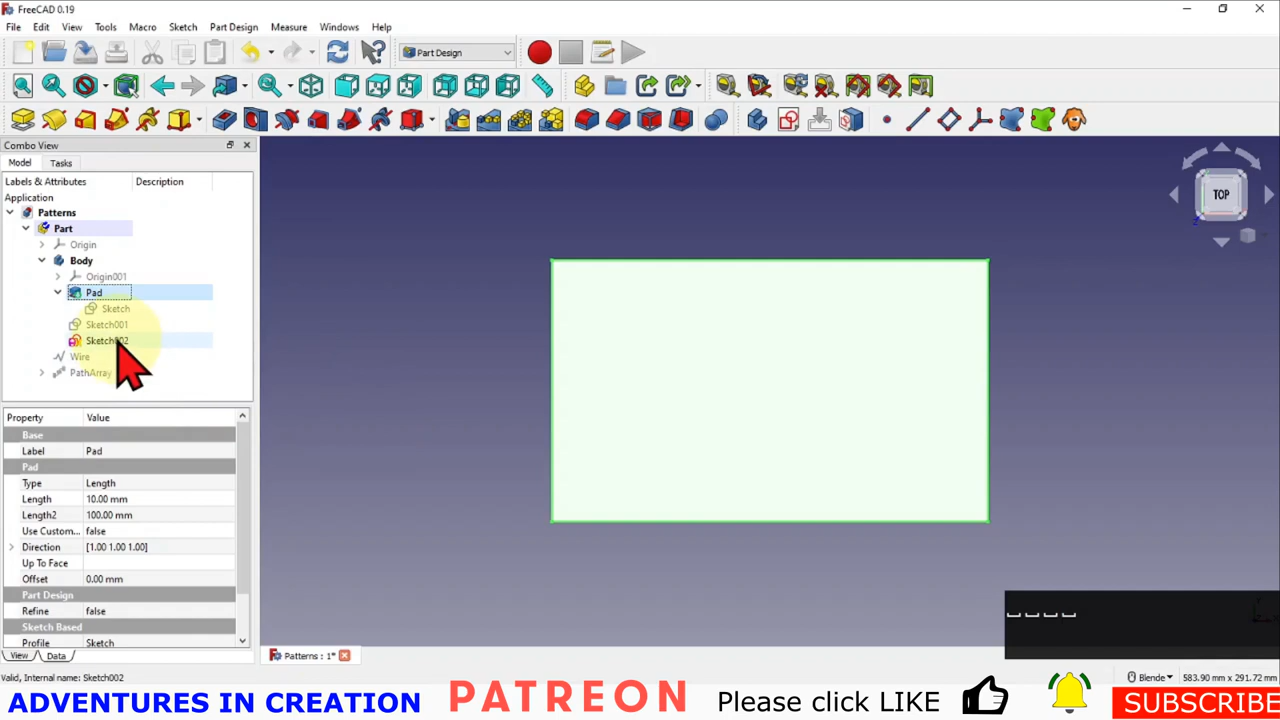 FreeCAD 0.19
File Edit View Tools Macro Sketch Part Design Measure Windows Help
Part Design
Combo View
Model Tasks
Labels & Attributes Description
Application
Patterns
Part
Origin
Body
Origin001
Pad
Sketch
Sketch001
Sketch002
Wire
PathArray
TOP
Property Value
Base
Label Pad
Pad
Type Length
Length 10.00 mm
Length2 100.00 mm
Use Custom... false
Direction [1.00 1.00 1.00]
Up To Face
Offset 0.00 mm
Part Design
Refine false
Sketch Based
Profile Sketch
View Data
Patterns : 1*
Valid, Internal name: Sketch002
Blende 583.90 mm x 291.72 mm
ADVENTURES IN CREATION PATREON Please click LIKE SUBSCRIBE